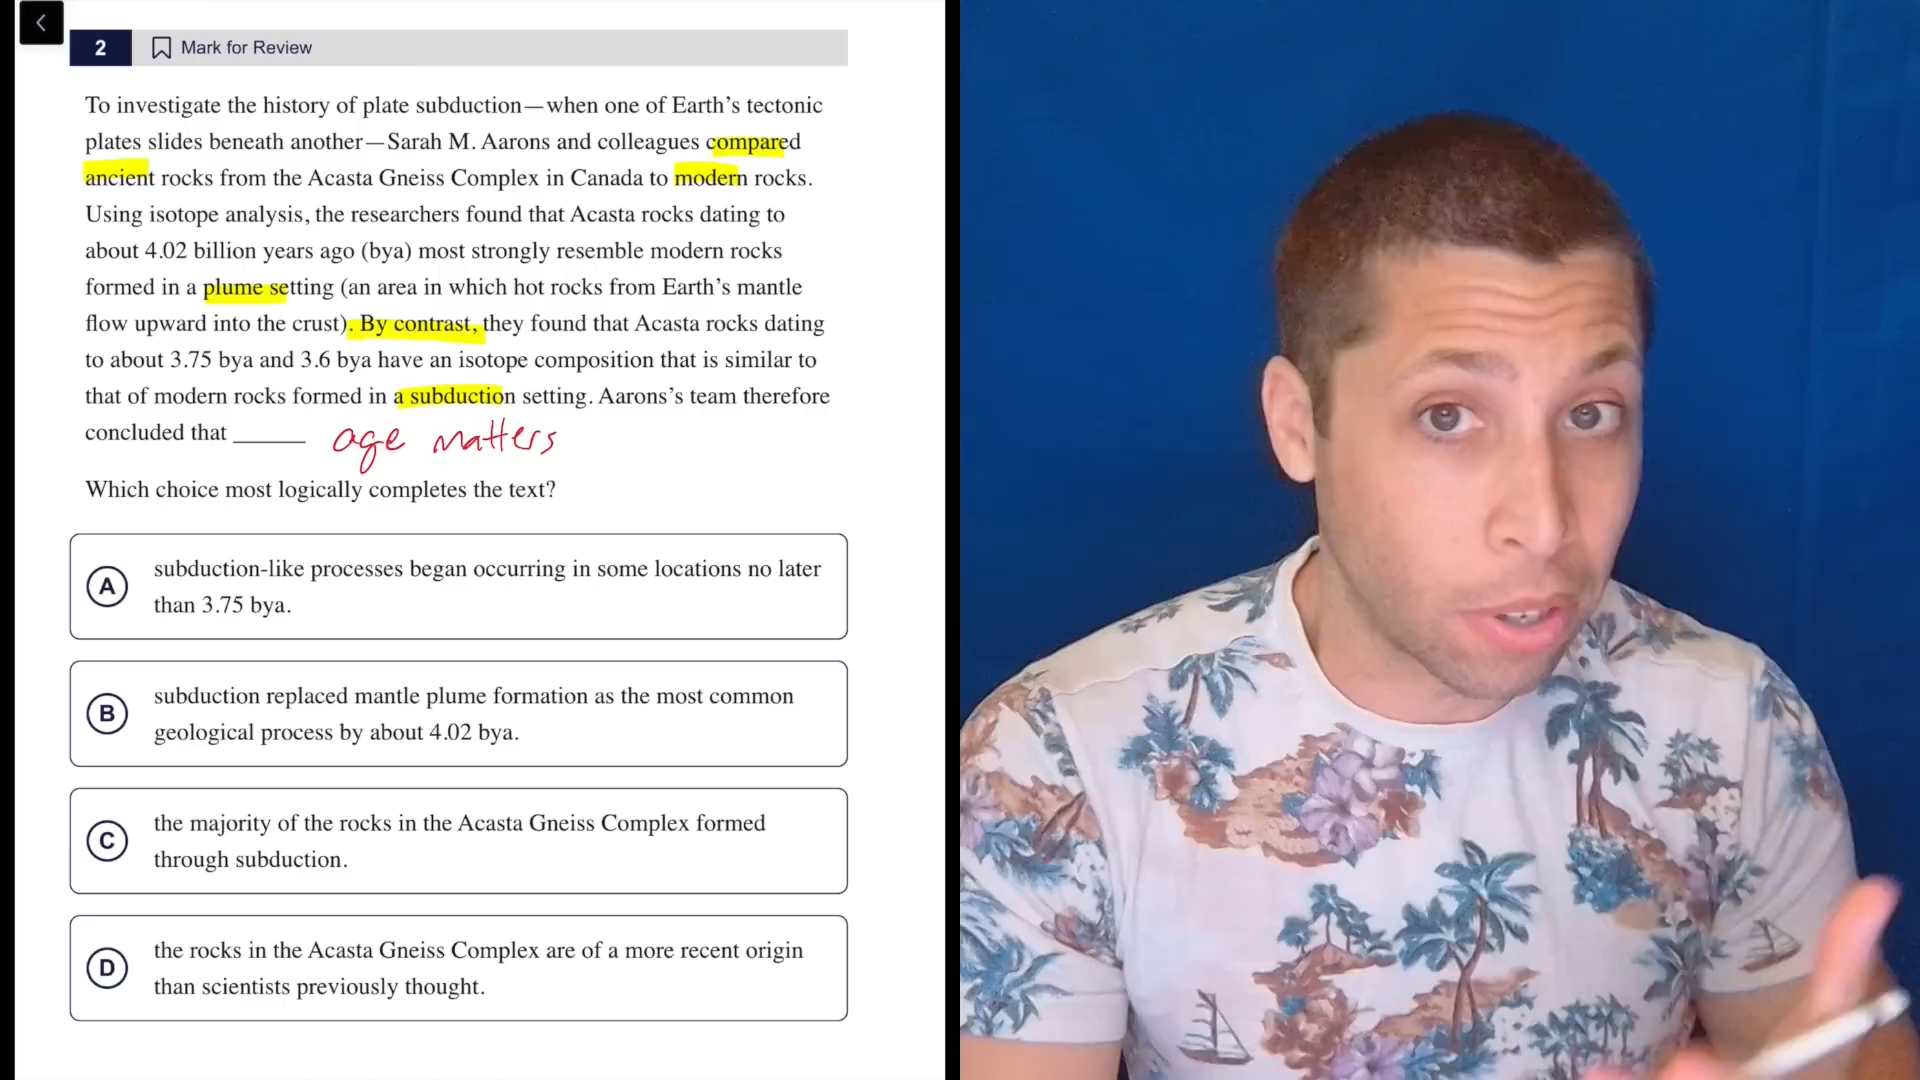 2 Mark for Review
To investigate the history of plate subduction—when one of Earth's tectonic
plates slides beneath another—Sarah M. Aarons and colleagues compared
ancient rocks from the Acasta Gneiss Complex in Canada to modern rocks.
Using isotope analysis, the researchers found that Acasta rocks dating to
about 4.02 billion years ago (bya) most strongly resemble modern rocks
formed in a plume setting (an area in which hot rocks from Earth's mantle
flow upward into the crust). By contrast, they found that Acasta rocks dating
to about 3.75 bya and 3.6 bya have an isotope composition that is similar to
that of modern rocks formed in a subduction setting. Aarons's team therefore
concluded that ______ age matters
Which choice most logically completes the text?
A subduction-like processes began occurring in some locations no later
than 3.75 bya.
B subduction replaced mantle plume formation as the most common
geological process by about 4.02 bya.
C the majority of the rocks in the Acasta Gneiss Complex formed
through subduction.
D the rocks in the Acasta Gneiss Complex are of a more recent origin
than scientists previously thought.